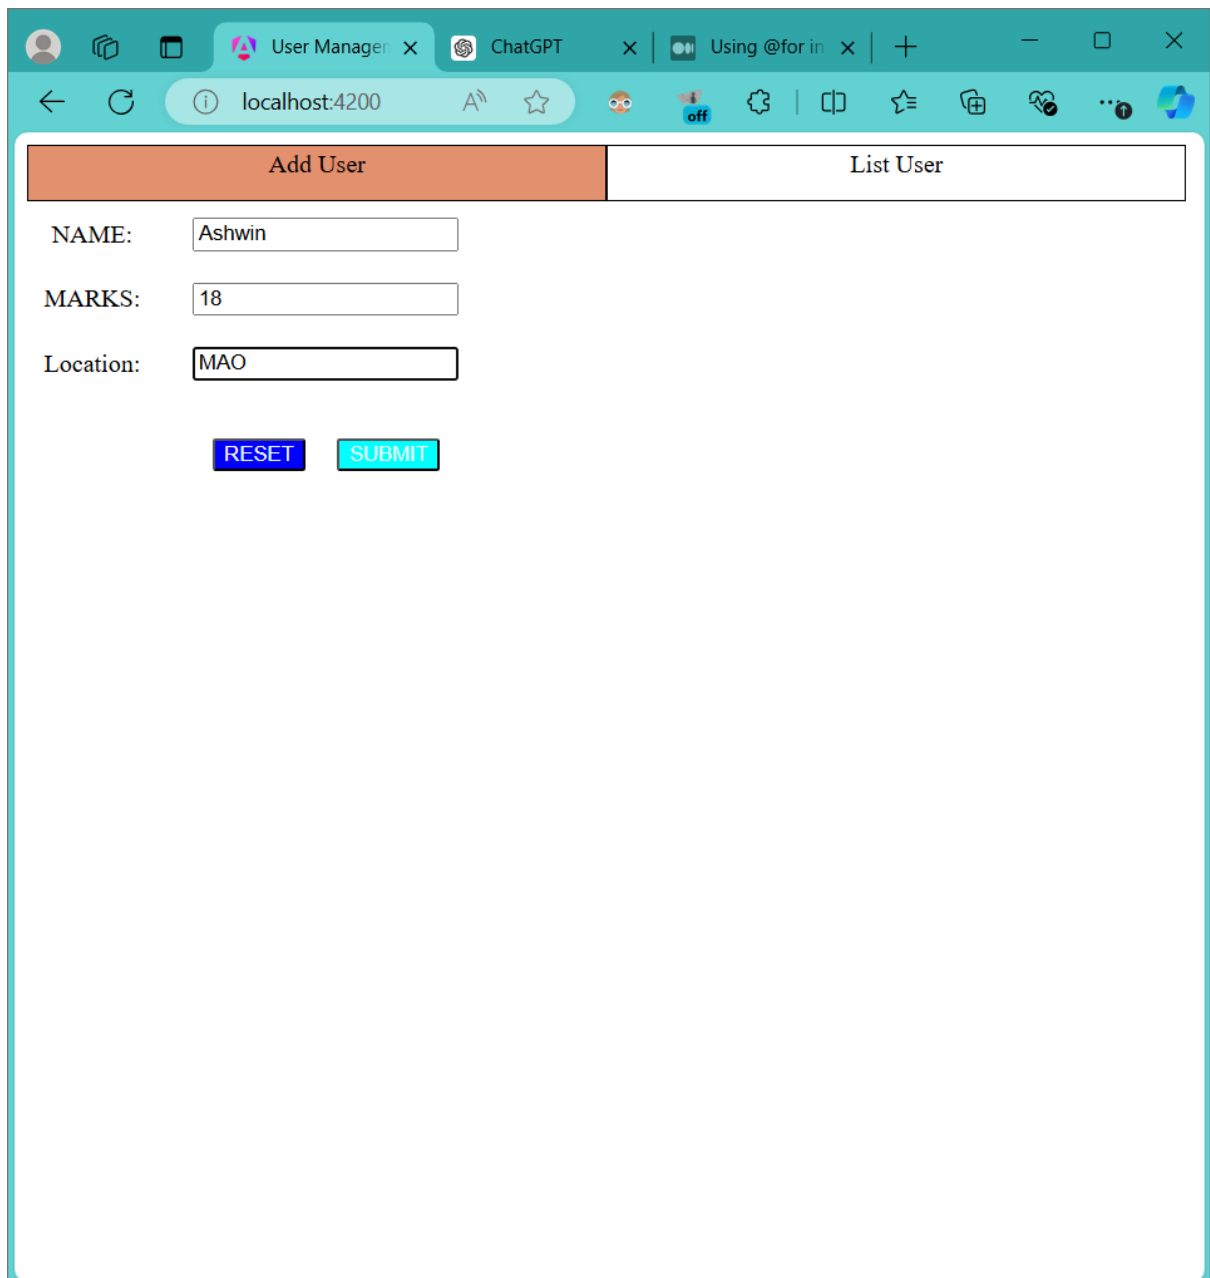 User Managen
ChatGPT
Using @for in
localhost:4200
off
Add User
List User
NAME:
Ashwin
MARKS:
18
Location:
MAO
RESET
SUBMIT